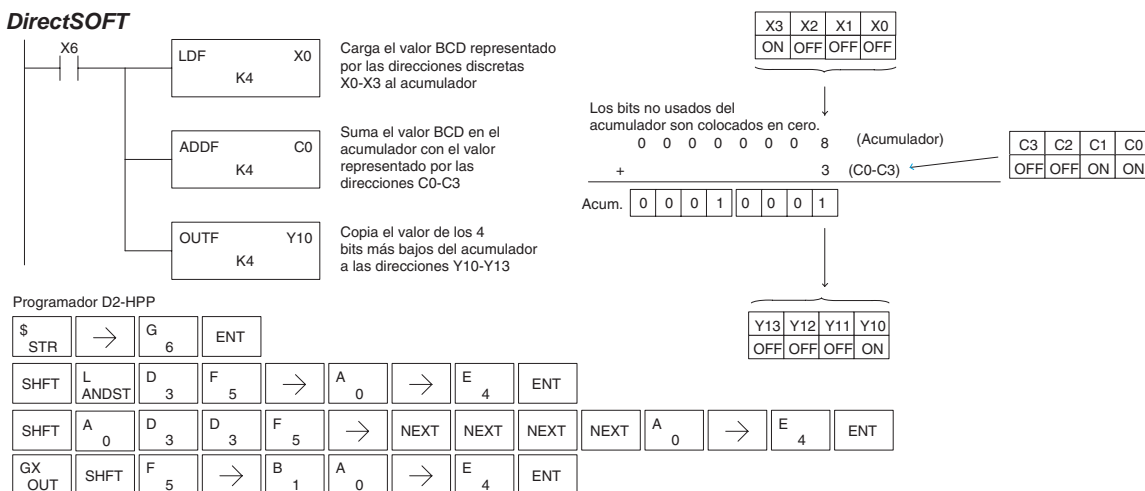 DirectSOFT
X6
LDF X0
K4
Carga el valor BCD representado
por las direcciones discretas
X0-X3 al acumulador
ADDF C0
K4
Suma el valor BCD en el
acumulador con el valor
representado por las
direcciones C0-C3
OUTF Y10
K4
Copia el valor de los 4
bits más bajos del acumulador
a las direcciones Y10-Y13
X3 X2 X1 X0
ON OFF OFF OFF
Los bits no usados del
acumulador son colocados en cero.
0 0 0 0 0 0 0 8 (Acumulador)
+ 3 (C0-C3)
C3 C2 C1 C0
OFF OFF ON ON
Acum. 0 0 0 1 0 0 0 1
Y13 Y12 Y11 Y10
OFF OFF OFF ON
Programador D2-HPP
$ STR → G 6 ENT
SHFT L ANDST D 3 F 5 → A 0 → E 4 ENT
SHFT A 0 D 3 D 3 F 5 → NEXT NEXT NEXT NEXT A 0 → E 4 ENT
GX OUT SHFT F 5 → B 1 A 0 → E 4 ENT